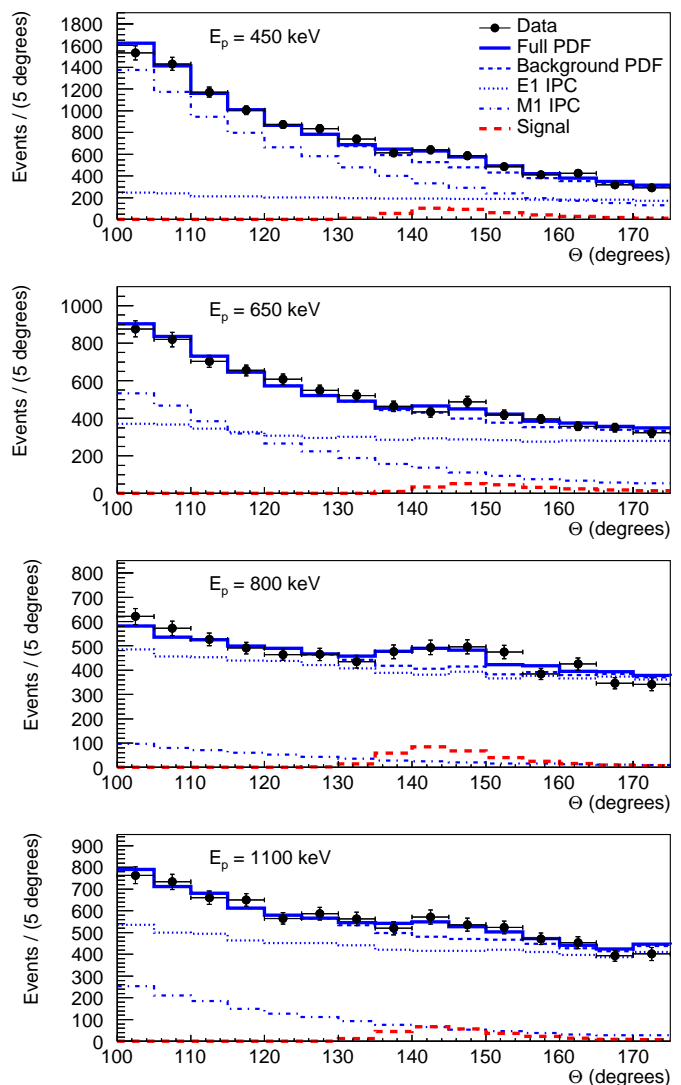 E_p = 450 keV
Data
Full PDF
Background PDF
E1 IPC
M1 IPC
Signal
Events / (5 degrees)
1800
1600
1400
1200
1000
800
600
400
200
0
100 110 120 130 140 150 160 170
Θ (degrees)
E_p = 650 keV
Events / (5 degrees)
1000
800
600
400
200
0
100 110 120 130 140 150 160 170
Θ (degrees)
E_p = 800 keV
Events / (5 degrees)
800
700
600
500
400
300
200
100
0
100 110 120 130 140 150 160 170
Θ (degrees)
E_p = 1100 keV
Events / (5 degrees)
900
800
700
600
500
400
300
200
100
0
100 110 120 130 140 150 160 170
Θ (degrees)